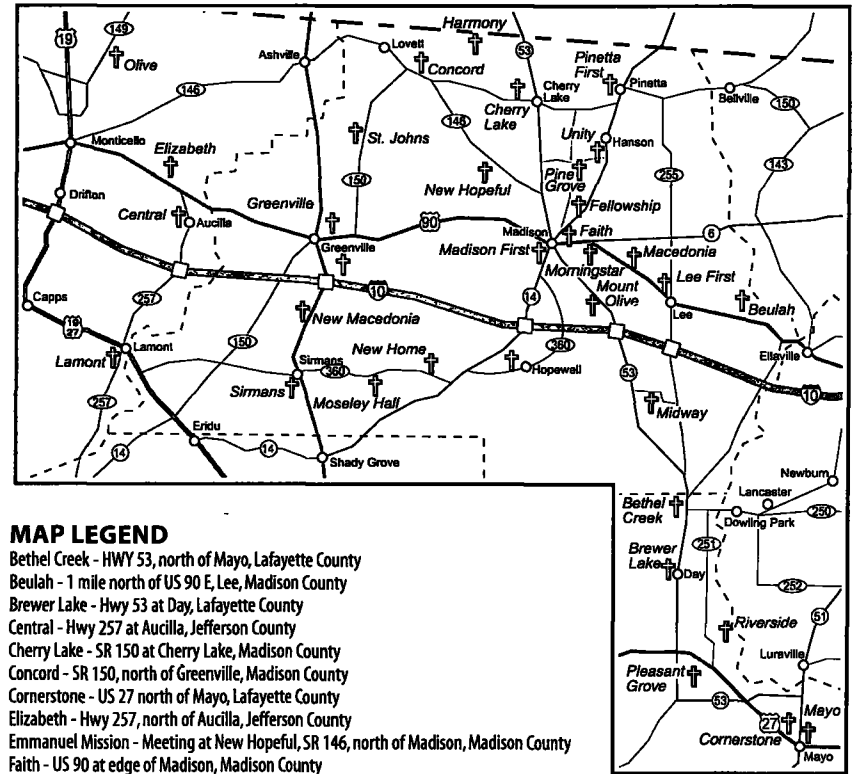 Harmony
149
19
53
Lovett
Ashville
Pinetta
First
Olive
Concord
Pinetta
Cherry
Lake
Bellville
146
Cherry
Lake
150
146
Unity
Hanson
Monticello
St. Johns
Elizabeth
143
Pine
Grove
255
150
New Hopeful
Drifton
Greenville
Fellowship
Central
Aucilla
90
Madison
Faith
6
Greenville
Madison First
Macedonia
Morningstar
Lee First
Mount
Olive
10
14
257
Capps
Beulah
Lee
New Macedonia
19
27
150
360
Lamont
New Home
Ellaville
Lamont
Sirmans
360
Hopewell
53
Sirmans
Moseley Hall
10
257
Midway
Eridu
14
14
Shady Grove
Newburn
Lancaster
Bethel
Creek
250
Dowling Park
251
Brewer
Lake
Day
252
51
Riverside
Luraville
Pleasant
Grove
53
Mayo
27
Cornerstone
Mayo
MAP LEGEND
Bethel Creek - HWY 53, north of Mayo, Lafayette County
Beulah - 1 mile north of US 90 E, Lee, Madison County
Brewer Lake - Hwy 53 at Day, Lafayette County
Central - Hwy 257 at Aucilla, Jefferson County
Cherry Lake - SR 150 at Cherry Lake, Madison County
Concord - SR 150, north of Greenville, Madison County
Cornerstone - US 27 north of Mayo, Lafayette County
Elizabeth - Hwy 257, north of Aucilla, Jefferson County
Emmanuel Mission - Meeting at New Hopeful, SR 146, north of Madison, Madison County
Faith - US 90 at edge of Madison, Madison County